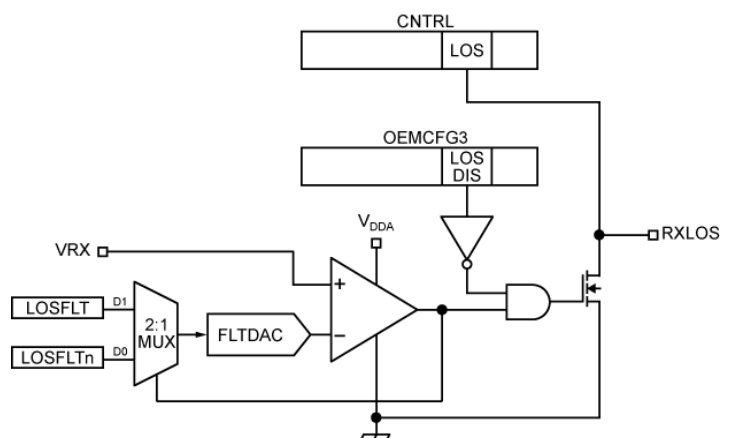 CNTRL
LOS
OEMCFG3
LOS
DIS
VDDA
VRX
RXLOS
+
D1
LOSFLT
2:1
MUX
FLTDAC
–
D0
LOSFLTn